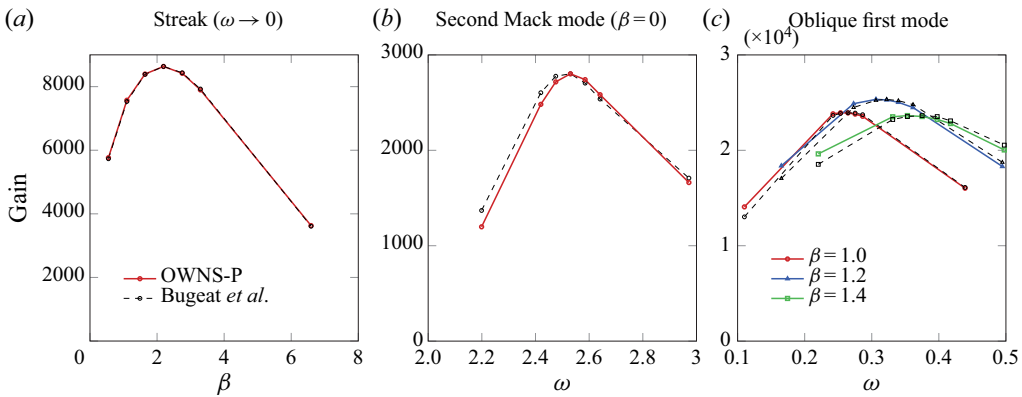 (a) Streak (ω → 0)
(b) Second Mack mode (β = 0)
(c) Oblique first mode
(×10⁴)
Gain
8000
6000
4000
2000
0
2
4
6
8
β
OWNS-P
Bugeat et al.
3000
2000
1000
0
2.0
2.2
2.4
2.6
2.8
3
ω
3
2
1
0
0.1
0.2
0.3
0.4
0.5
ω
β = 1.0
β = 1.2
β = 1.4